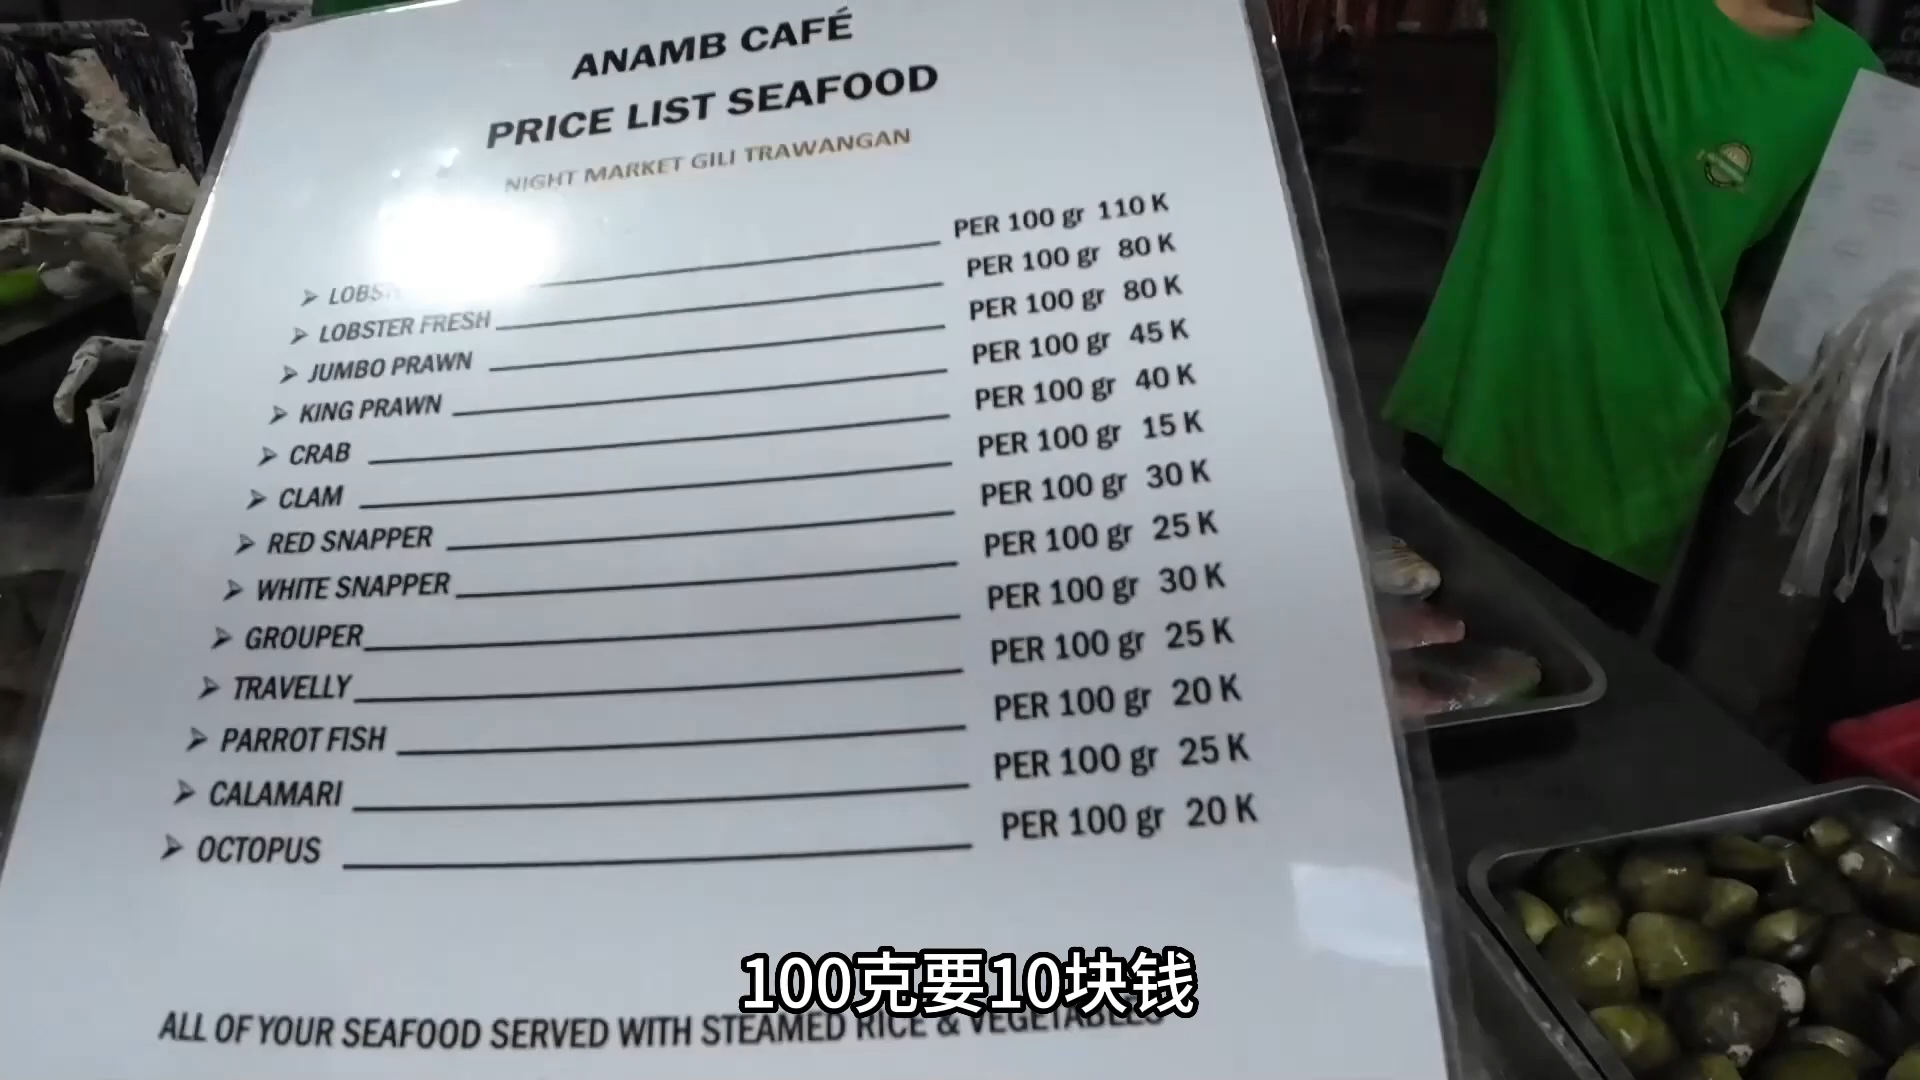 ANAMB CAFÉ
PRICE LIST SEAFOOD
NIGHT MARKET GILI TRAWANGAN
PER 100 gr 110 K
LOBSTER FRESH PER 100 gr 80 K
JUMBO PRAWN PER 100 gr 80 K
KING PRAWN PER 100 gr 45 K
CRAB PER 100 gr 40 K
CLAM PER 100 gr 15 K
RED SNAPPER PER 100 gr 30 K
WHITE SNAPPER PER 100 gr 25 K
GROUPER PER 100 gr 30 K
TRAVELLY PER 100 gr 25 K
PARROT FISH PER 100 gr 20 K
CALAMARI PER 100 gr 25 K
OCTOPUS PER 100 gr 20 K
100克要10块钱
ALL OF YOUR SEAFOOD SERVED WITH STEAMED RICE & VEGETABLES